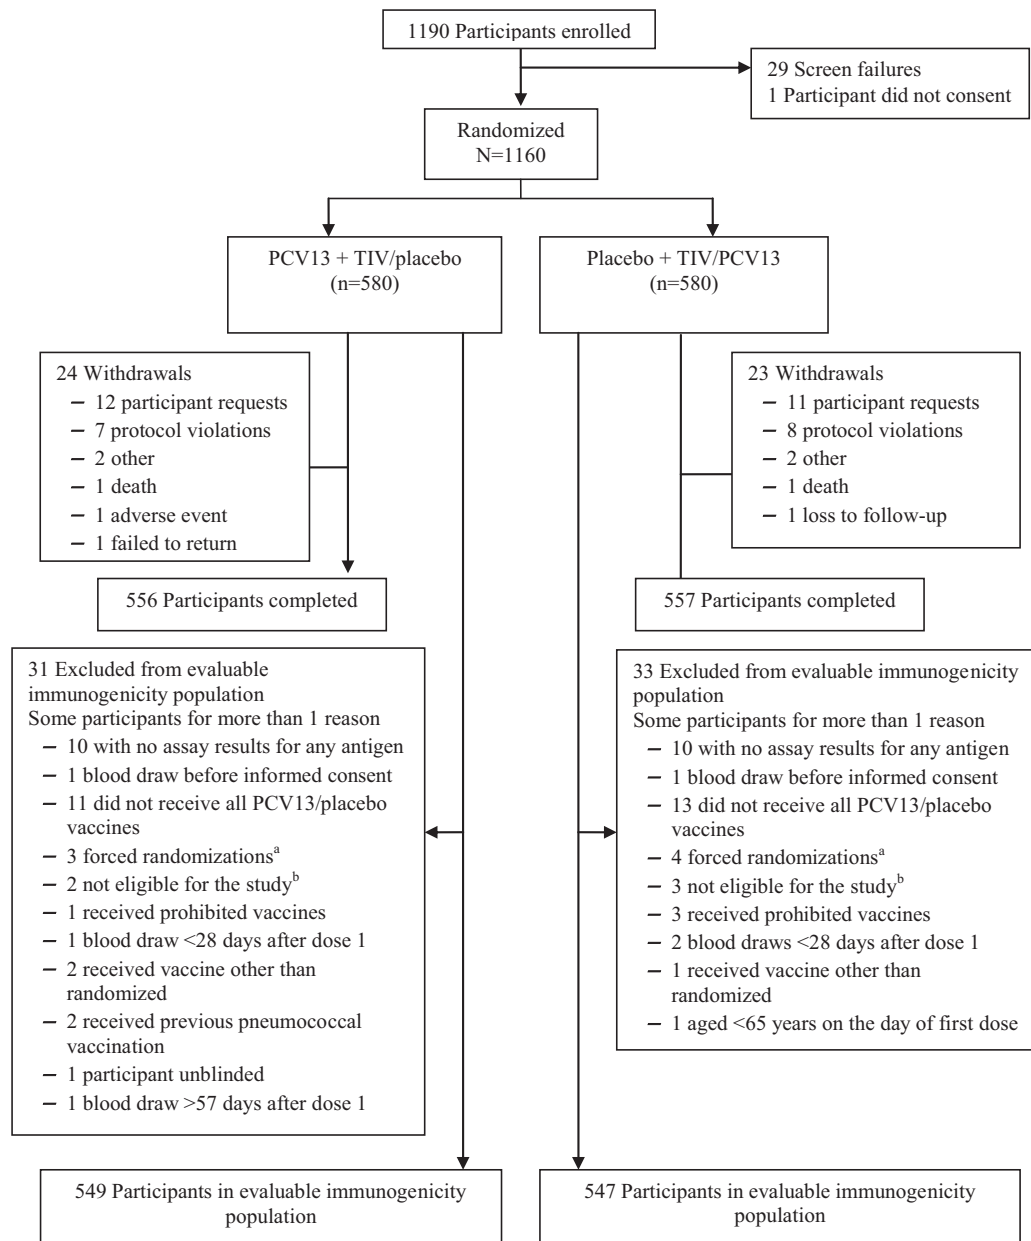 1190 Participants enrolled
29 Screen failures
1 Participant did not consent
Randomized
N=1160
PCV13 + TIV/placebo
(n=580)
Placebo + TIV/PCV13
(n=580)
24 Withdrawals
– 12 participant requests
– 7 protocol violations
– 2 other
– 1 death
– 1 adverse event
– 1 failed to return
23 Withdrawals
– 11 participant requests
– 8 protocol violations
– 2 other
– 1 death
– 1 loss to follow-up
556 Participants completed
557 Participants completed
31 Excluded from evaluable
immunogenicity population
Some participants for more than 1 reason
– 10 with no assay results for any antigen
– 1 blood draw before informed consent
– 11 did not receive all PCV13/placebo
vaccines
– 3 forced randomizationsᵃ
– 2 not eligible for the studyᵇ
– 1 received prohibited vaccines
– 1 blood draw <28 days after dose 1
– 2 received vaccine other than
randomized
– 2 received previous pneumococcal
vaccination
– 1 participant unblinded
– 1 blood draw >57 days after dose 1
33 Excluded from evaluable immunogenicity
population
Some participants for more than 1 reason
– 10 with no assay results for any antigen
– 1 blood draw before informed consent
– 13 did not receive all PCV13/placebo
vaccines
– 4 forced randomizationsᵃ
– 3 not eligible for the studyᵇ
– 3 received prohibited vaccines
– 2 blood draws <28 days after dose 1
– 1 received vaccine other than
randomized
– 1 aged <65 years on the day of first dose
549 Participants in evaluable immunogenicity
population
547 Participants in evaluable immunogenicity
population